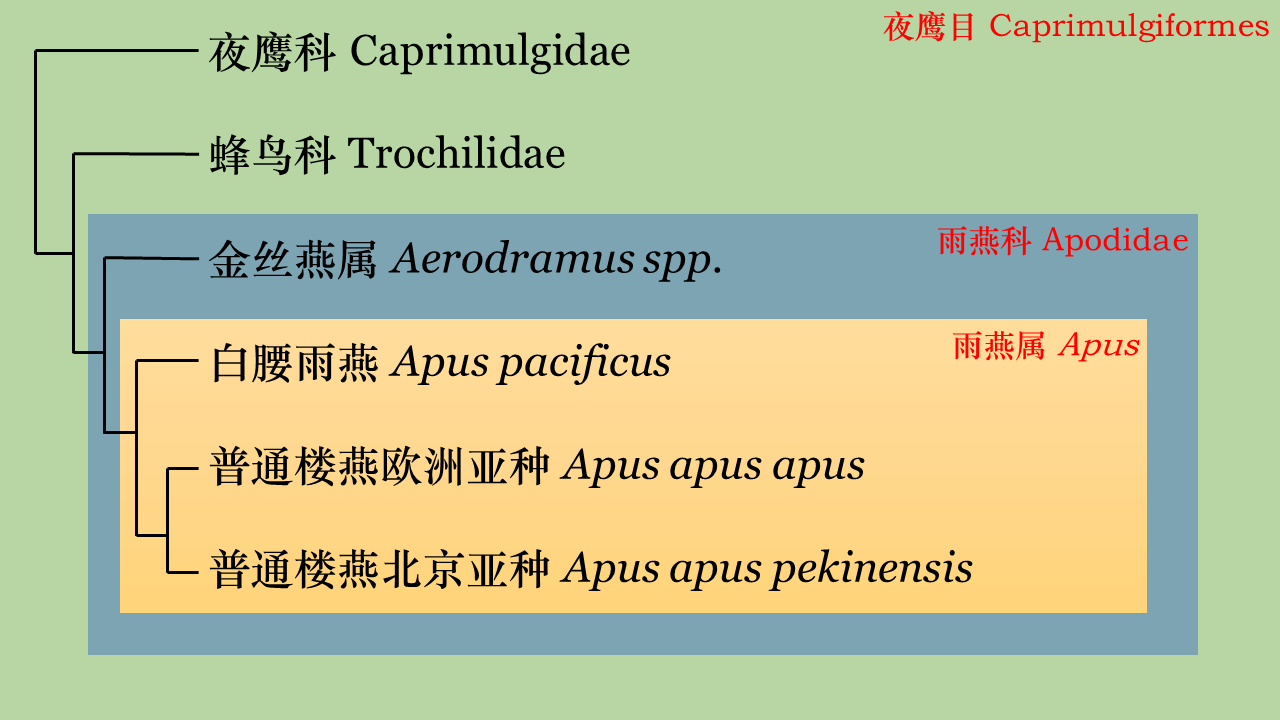 夜鹰目 Caprimulgiformes
夜鹰科 Caprimulgidae
蜂鸟科 Trochilidae
雨燕科 Apodidae
金丝燕属 Aerodramus spp.
雨燕属 Apus
白腰雨燕 Apus pacificus
普通楼燕欧洲亚种 Apus apus apus
普通楼燕北京亚种 Apus apus pekinensis